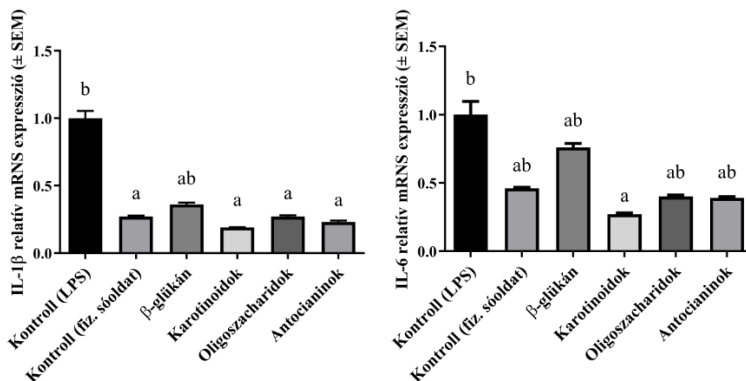 IL-1β relatív mRNS expresszió (± SEM)
1.5
1.0
0.5
0.0
b
a
ab
a
a
a
Kontroll (LPS)
Kontroll (fiz. sóoldat)
β-glükán
Karotinoidok
Oligoszacharidok
Antocianinok
IL-6 relatív mRNS expresszió (± SEM)
1.5
1.0
0.5
0.0
b
ab
ab
a
ab
ab
Kontroll (LPS)
Kontroll (fiz. sóoldat)
β-glükán
Karotinoidok
Oligoszacharidok
Antocianinok